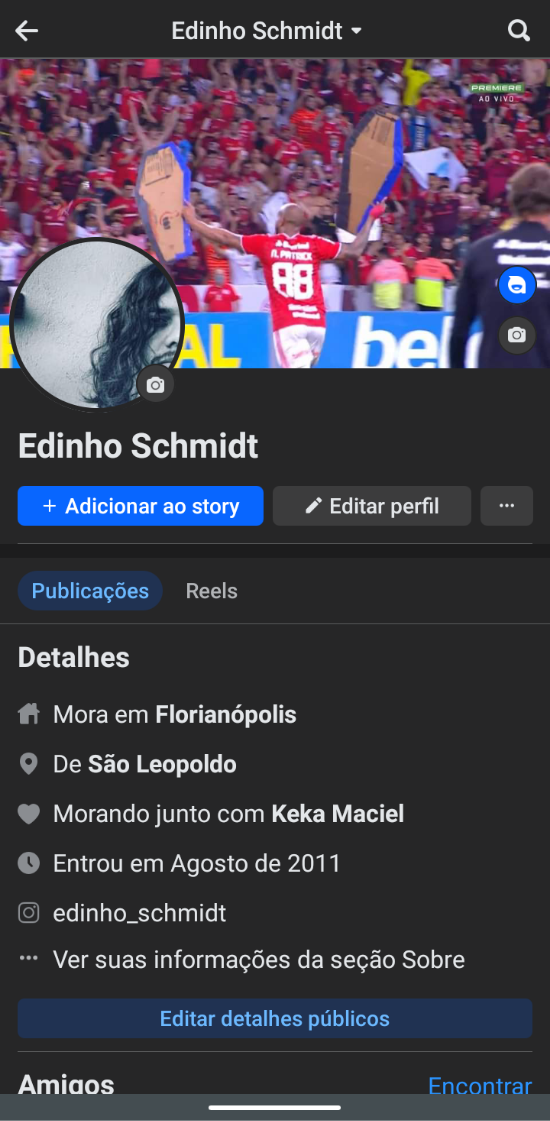 Edinho Schmidt
PREMIERE
AO VIVO
N. PATRICK
88
AL
bel
Edinho Schmidt
+ Adicionar ao story
Editar perfil
Publicações
Reels
Detalhes
Mora em Florianópolis
De São Leopoldo
Morando junto com Keka Maciel
Entrou em Agosto de 2011
edinho_schmidt
Ver suas informações da seção Sobre
Editar detalhes públicos
Amigos
Encontrar